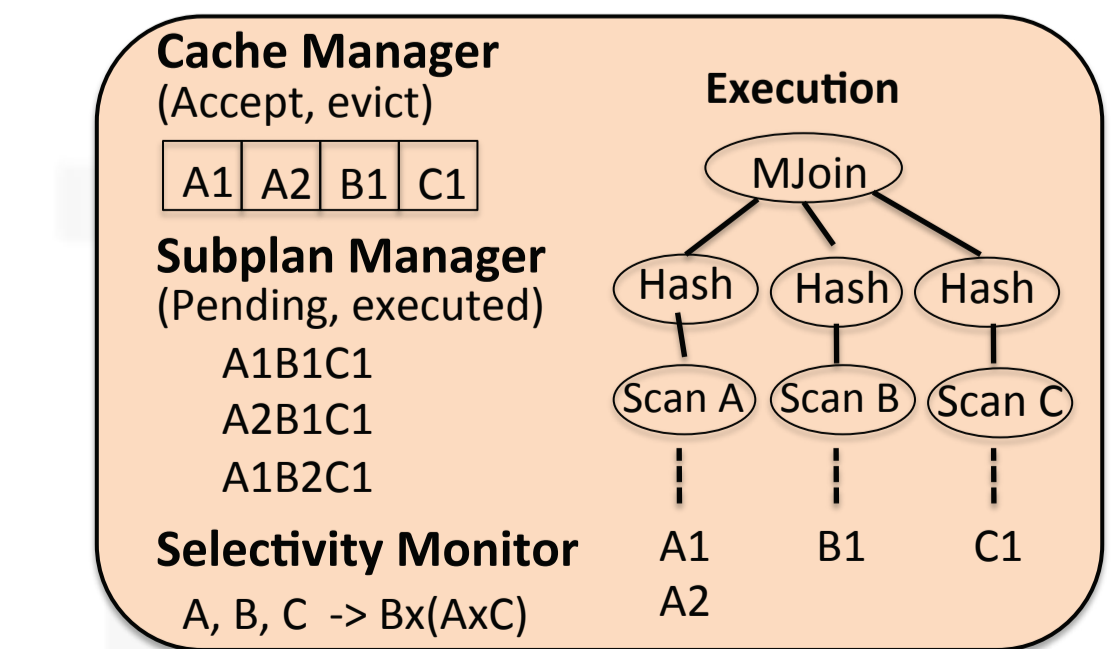 Cache Manager
(Accept, evict)
A1 A2 B1 C1
Subplan Manager
(Pending, executed)
A1B1C1
A2B1C1
A1B2C1
Selectivity Monitor
A, B, C -> Bx(AxC)
Execution
MJoin
Hash Hash Hash
Scan A Scan B Scan C
A1 B1 C1
A2